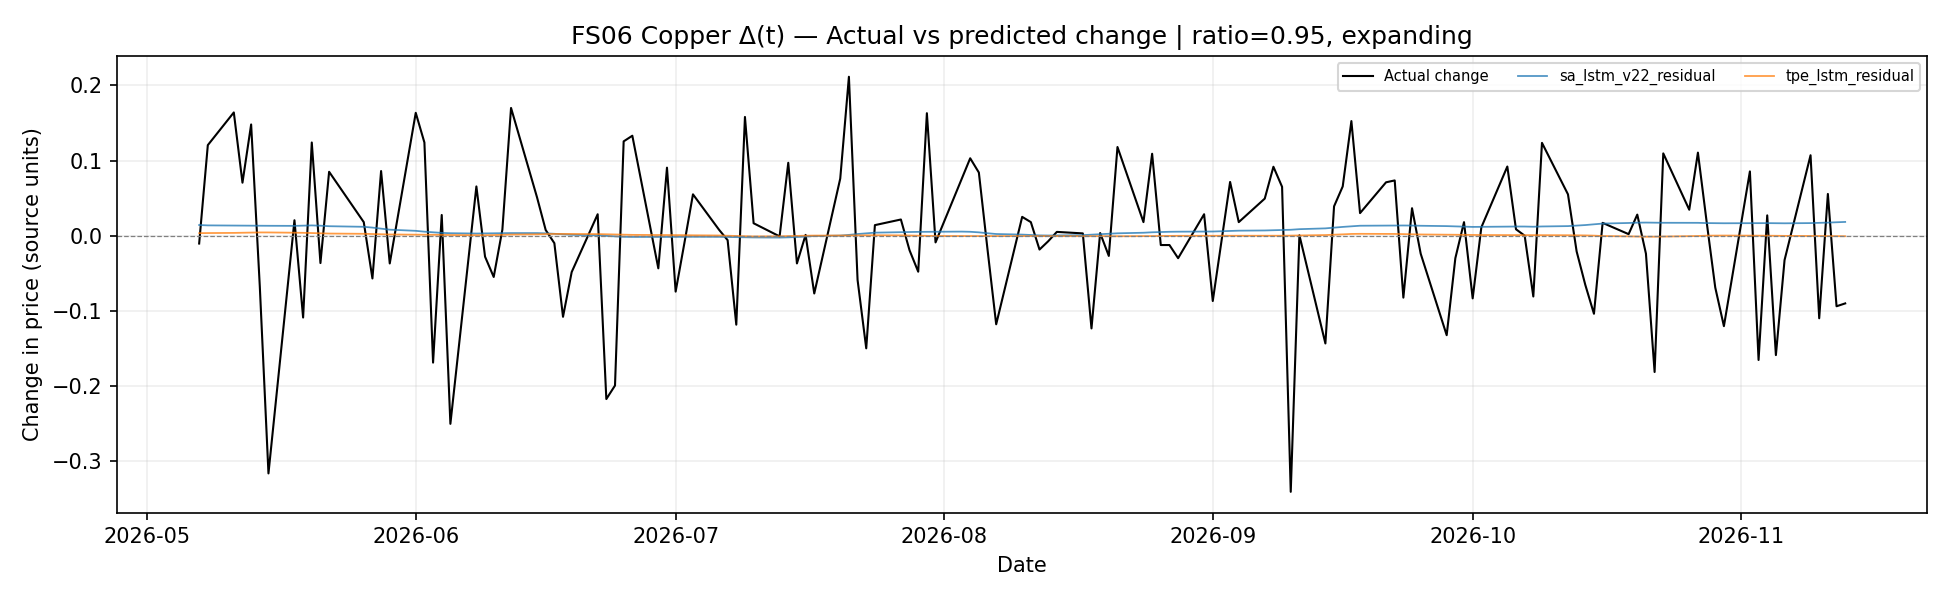 FS06 Copper Δ(t) — Actual vs predicted change | ratio=0.95, expanding
Actual change
sa_lstm_v22_residual
tpe_lstm_residual
Change in price (source units)
0.2
0.1
0.0
−0.1
−0.2
−0.3
2026-05
2026-06
2026-07
2026-08
2026-09
2026-10
2026-11
Date